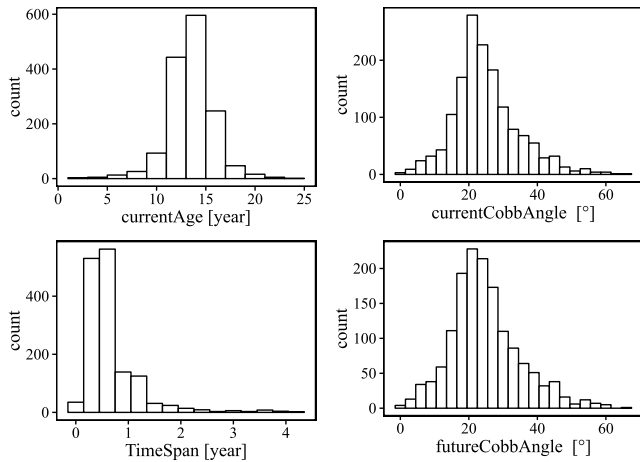 600
400
200
0
count
0 5 10 15 20 25
currentAge [year]
200
100
0
count
0 20 40 60
currentCobbAngle [°]
400
200
0
count
0 1 2 3 4
TimeSpan [year]
200
150
100
50
0
count
0 20 40 60
futureCobbAngle [°]